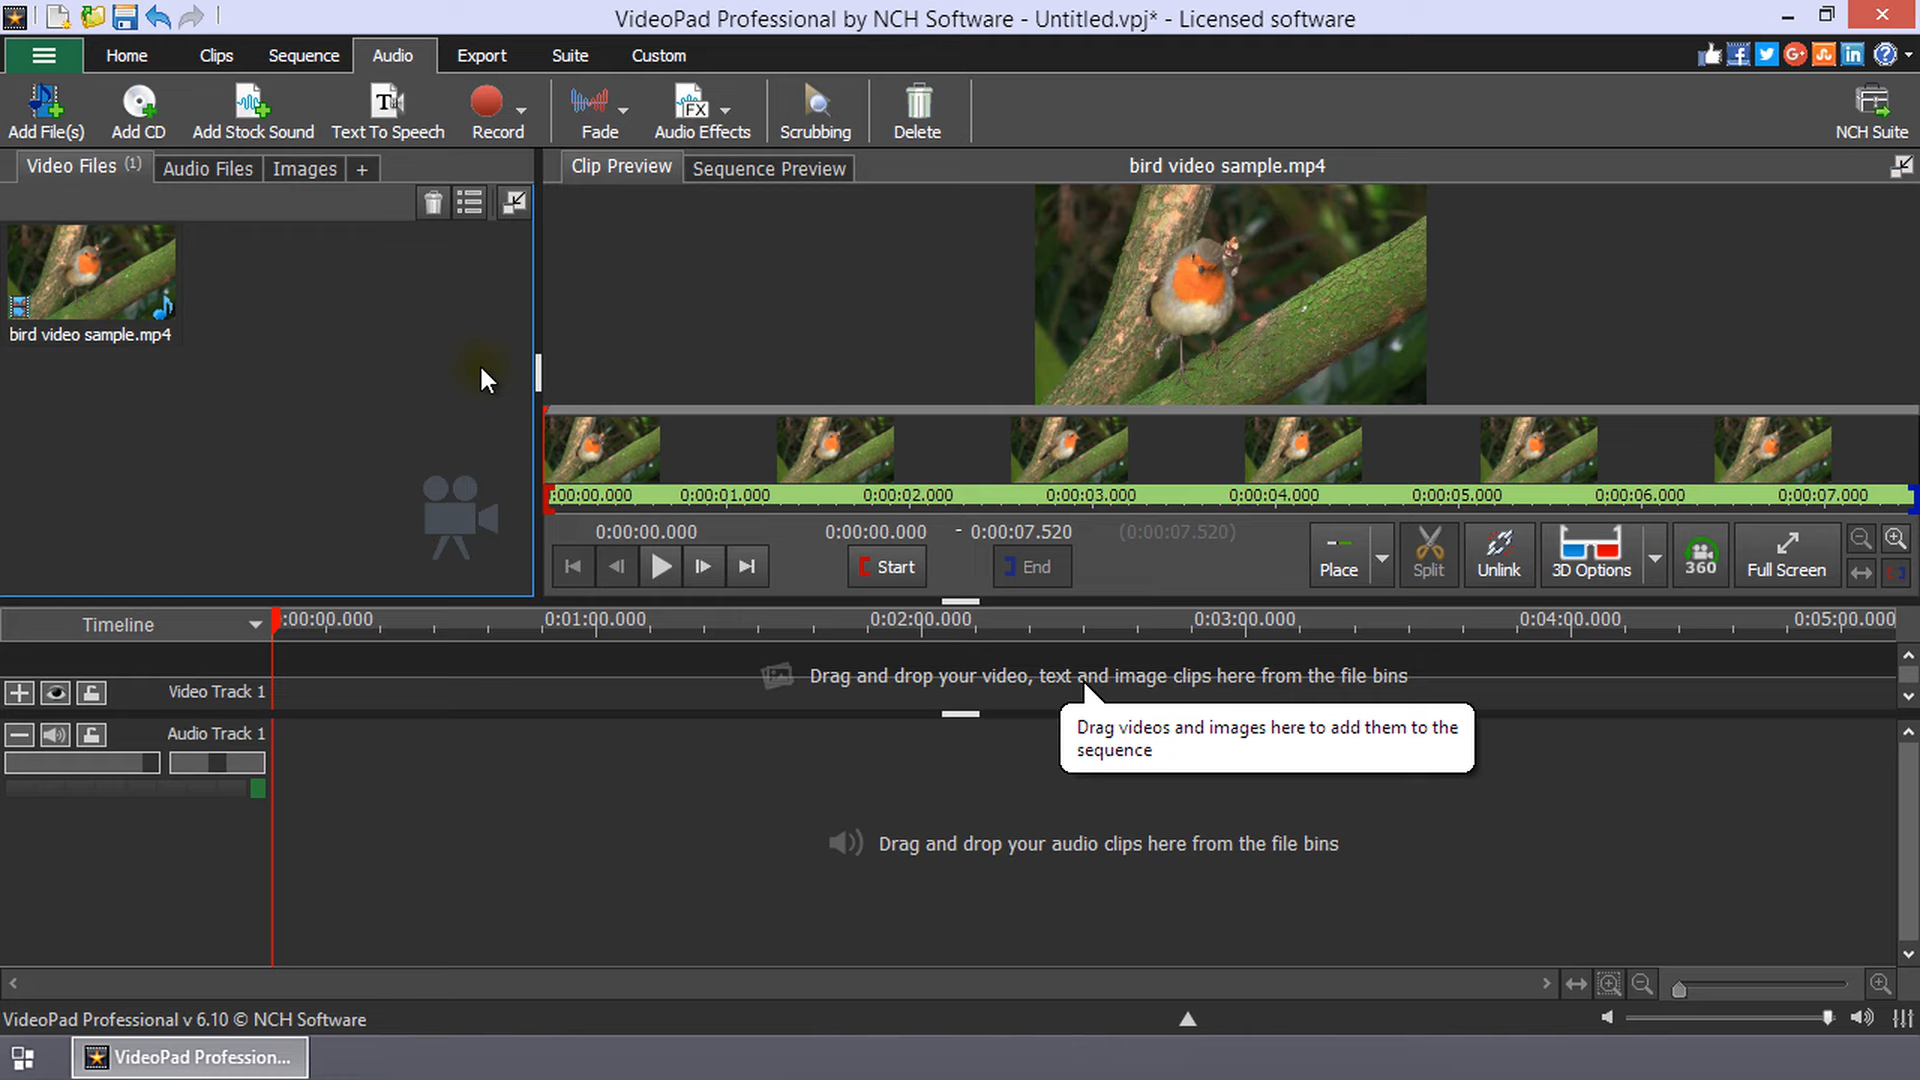 VideoPad Professional by NCH Software - Untitled.vpj* - Licensed software
Home Clips Sequence Audio Export Suite Custom
Add File(s) Add CD Add Stock Sound Text To Speech Record Fade FX Audio Effects Scrubbing Delete NCH Suite
Video Files (1) Audio Files Images + Clip Preview Sequence Preview bird video sample.mp4
bird video sample.mp4
:00:00.000 0:00:01.000 0:00:02.000 0:00:03.000 0:00:04.000 0:00:05.000 0:00:06.000 0:00:07.000
0:00:00.000 0:00:00.000 - 0:00:07.520 (0:00:07.520)
Start End Place Split Unlink 3D Options 360 Full Screen
Timeline :00:00.000 0:01:00.000 0:02:00.000 0:03:00.000 0:04:00.000 0:05:00.000
Drag and drop your video, text and image clips here from the file bins
Video Track 1
Drag videos and images here to add them to the
sequence
Audio Track 1
Drag and drop your audio clips here from the file bins
VideoPad Professional v 6.10 © NCH Software
VideoPad Profession...